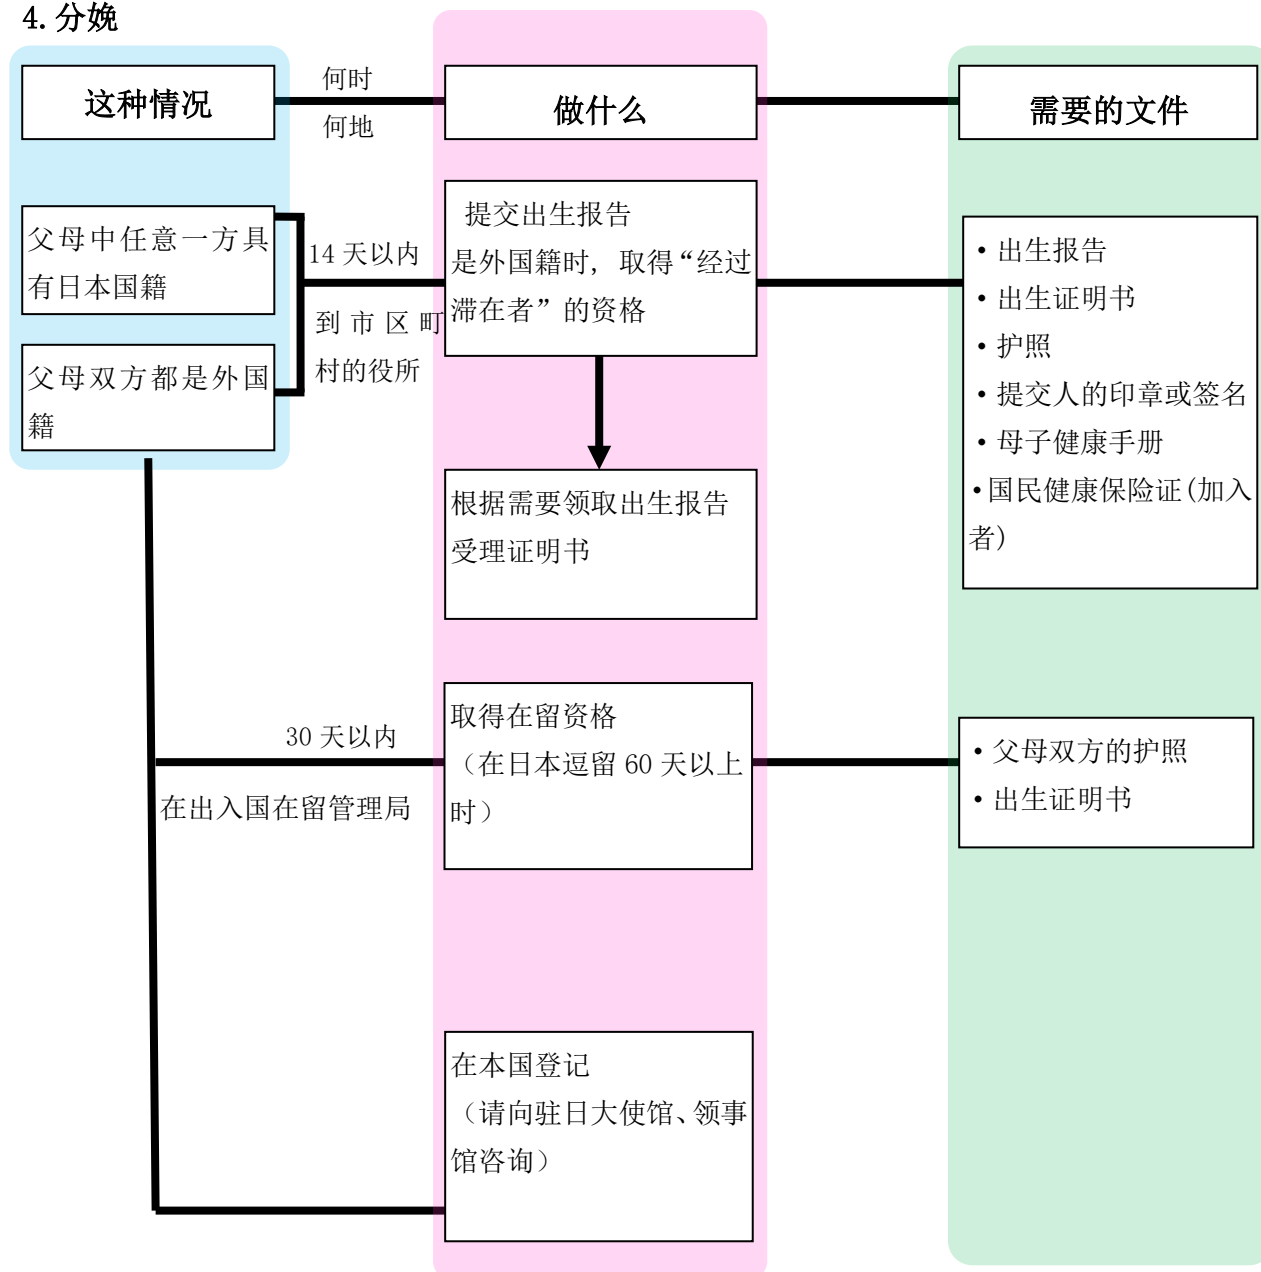 4.分娩
这种情况
何时
何地
做什么
需要的文件
父母中任意一方具
有日本国籍
父母双方都是外国
籍
14 天以内
到市区町
村的役所
提交出生报告
是外国籍时，取得“经过
滞在者”的资格
・出生报告
・出生证明书
・护照
・提交人的印章或签名
・母子健康手册
・国民健康保险证(加入
者)
根据需要领取出生报告
受理证明书
30 天以内
在出入国在留管理局
取得在留资格
（在日本逗留 60 天以上
时）
・父母双方的护照
・出生证明书
在本国登记
（请向驻日大使馆、领事
馆咨询）